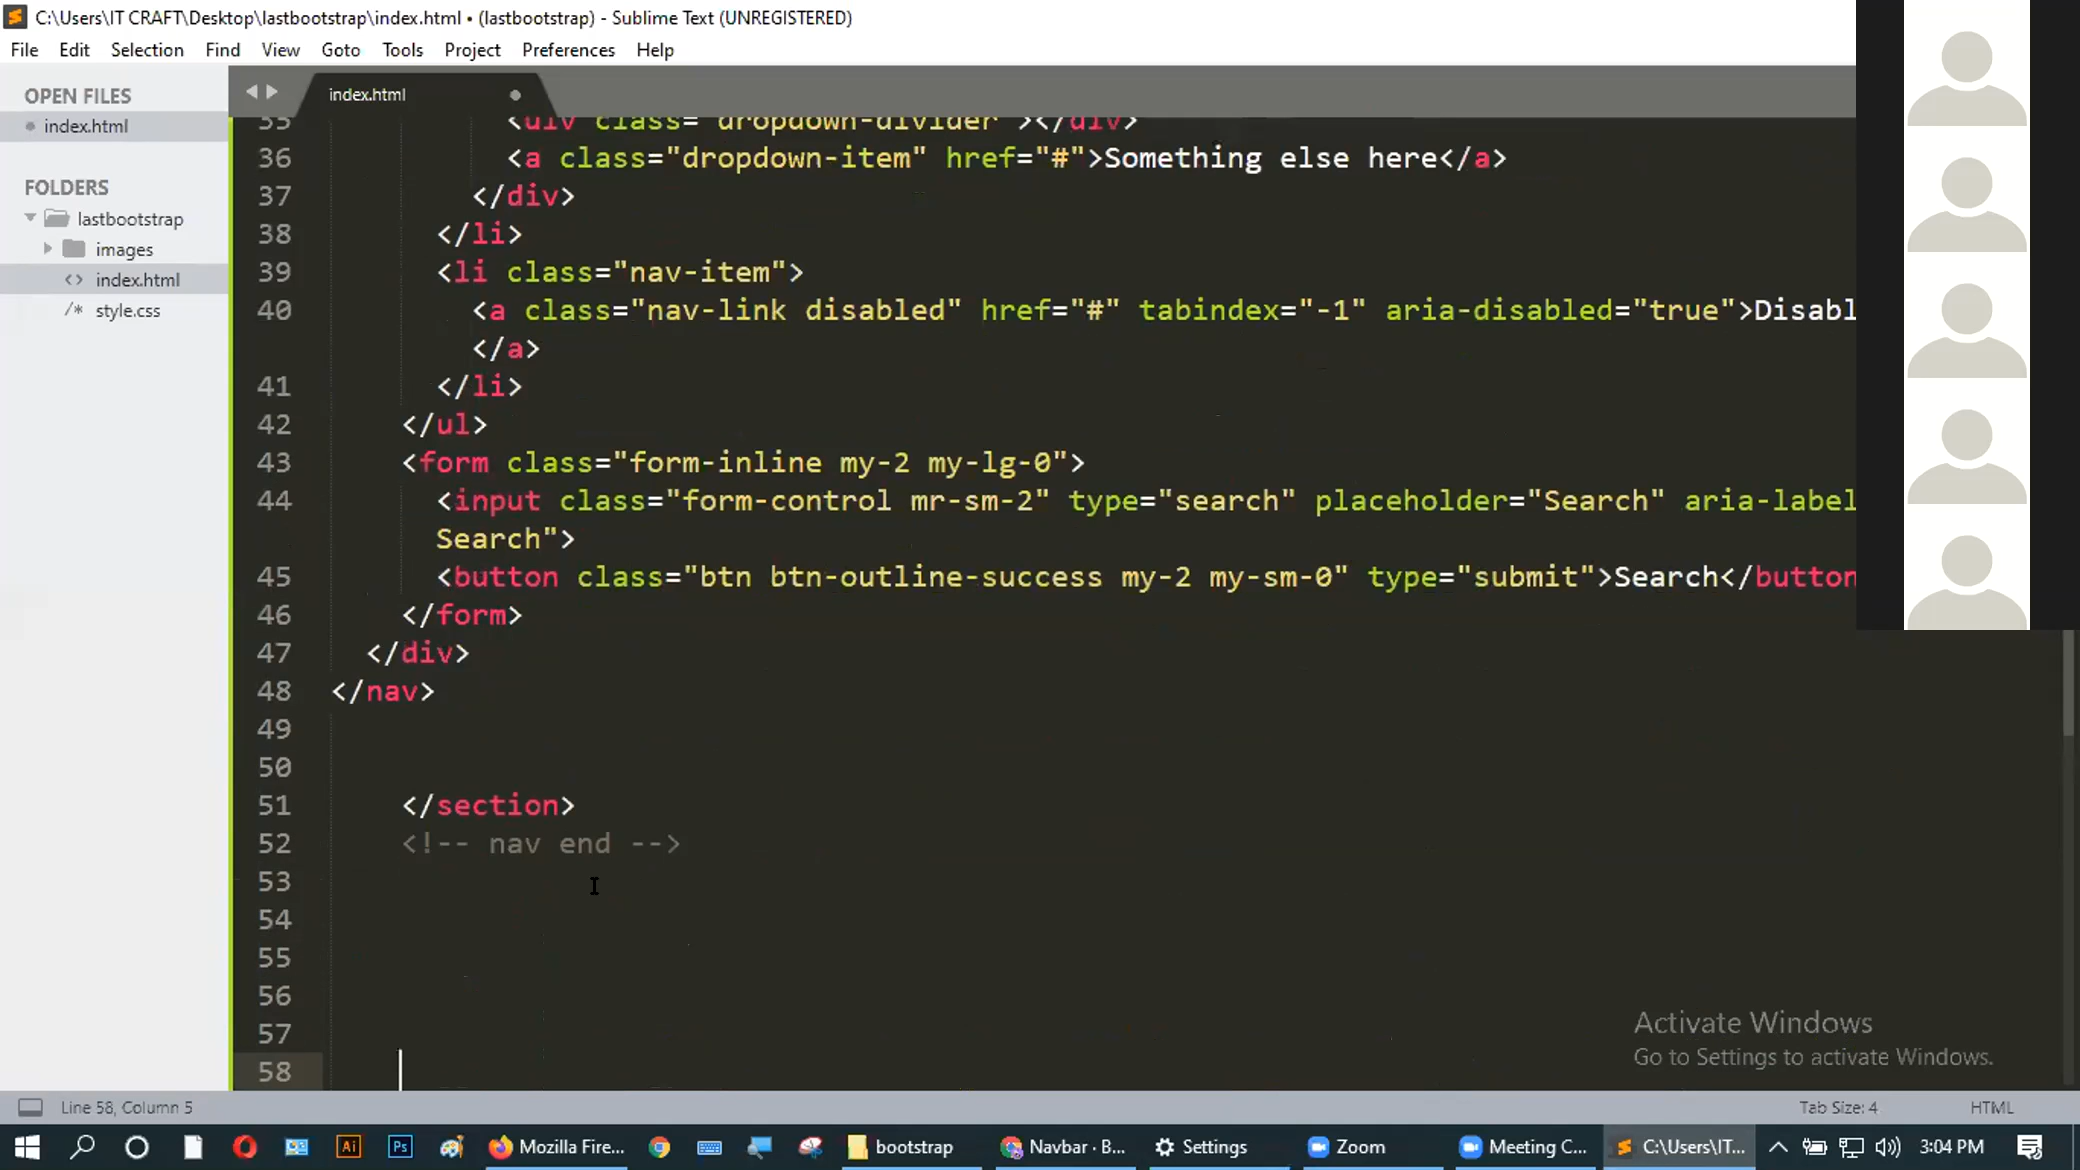 C:\Users\IT CRAFT\Desktop\lastbootstrap\index.html • (lastbootstrap) - Sublime Text (UNREGISTERED)
File Edit Selection Find View Goto Tools Project Preferences Help
OPEN FILES
index.html
FOLDERS
lastbootstrap
images
index.html
style.css
index.html
35 <div class="dropdown-divider"></div>
36 <a class="dropdown-item" href="#">Something else here</a>
37 </div>
38 </li>
39 <li class="nav-item">
40 <a class="nav-link disabled" href="#" tabindex="-1" aria-disabled="true">Disabl
</a>
41 </li>
42 </ul>
43 <form class="form-inline my-2 my-lg-0">
44 <input class="form-control mr-sm-2" type="search" placeholder="Search" aria-label
Search">
45 <button class="btn btn-outline-success my-2 my-sm-0" type="submit">Search</button
46 </form>
47 </div>
48 </nav>
49
50
51 </section>
52 <!-- nav end -->
53
54
55
56
57
58
Activate Windows
Go to Settings to activate Windows.
Line 58, Column 5 Tab Size: 4 HTML
Ai Ps Mozilla Fire... bootstrap Navbar · B... Settings Zoom Meeting C... C:\Users\IT... 3:04 PM